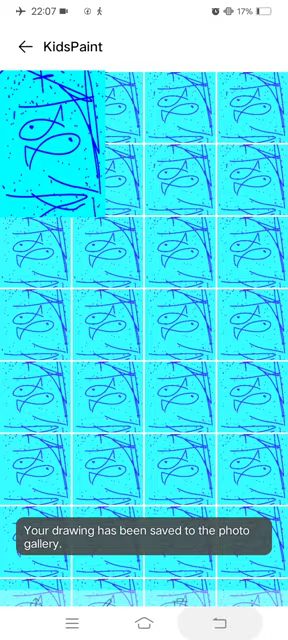 22:07
17%
KidsPaint
Your drawing has been saved to the photo
gallery.